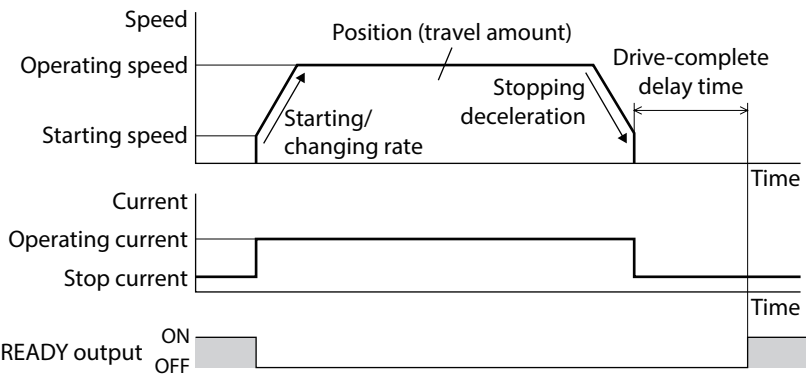 Speed
Position (travel amount)
Operating speed
Drive-complete
delay time
Stopping
deceleration
Starting/
changing rate
Starting speed
Time
Current
Operating current
Stop current
Time
READY output
ON
OFF